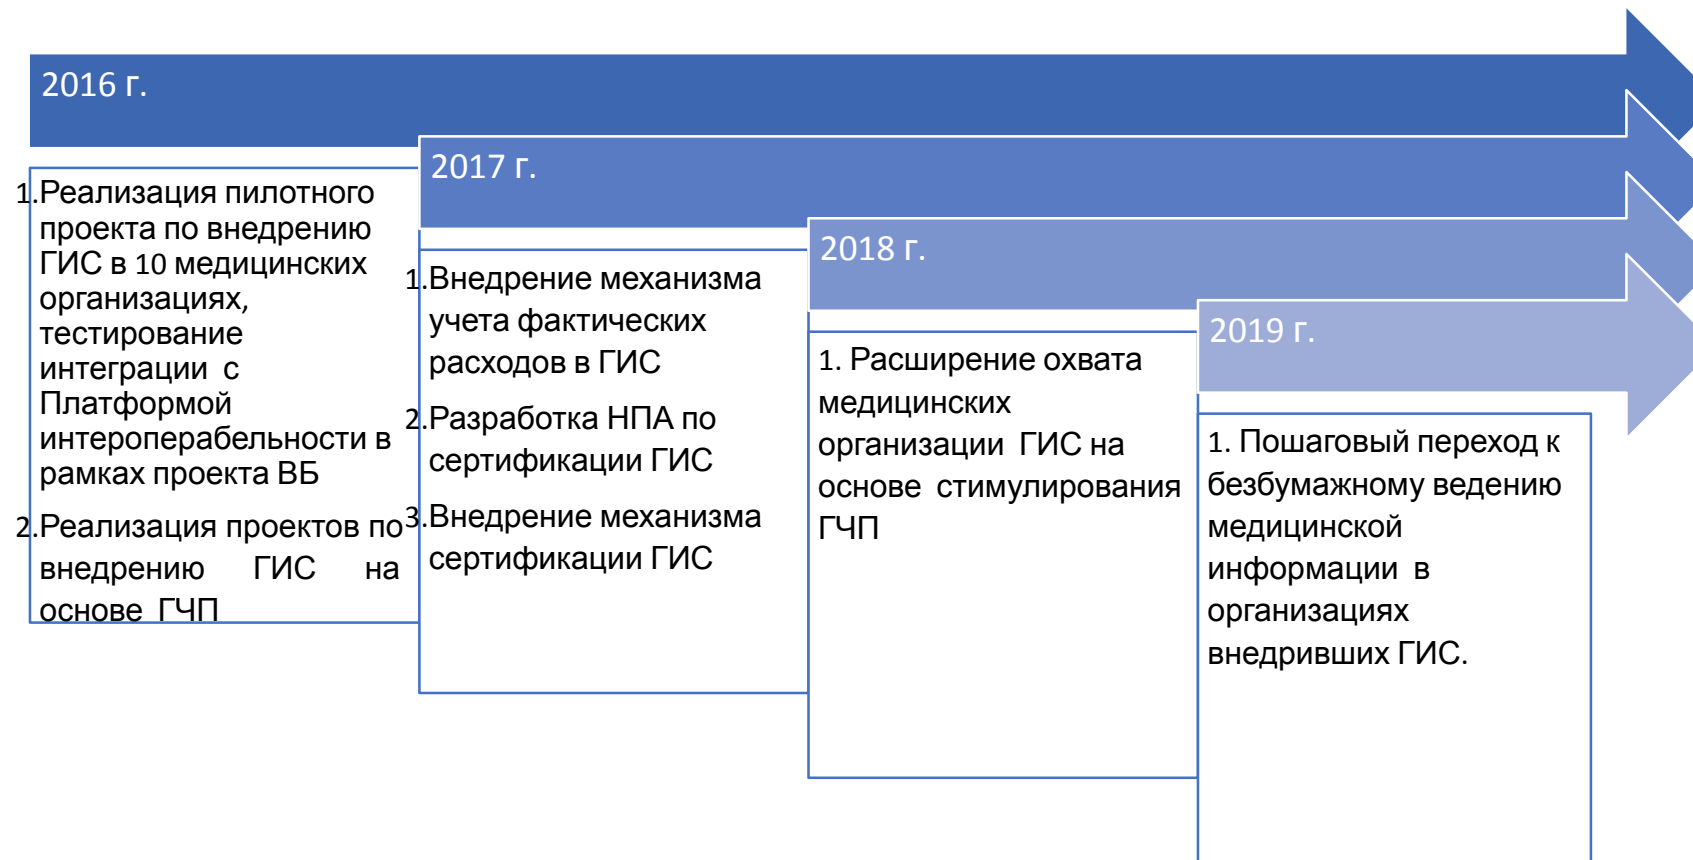 2016 г.
1.Реализация пилотного
проекта по внедрению
ГИС в 10 медицинских
организациях,
тестирование
интеграции с
Платформой
интероперабельности в
рамках проекта ВБ
2.Реализация проектов по
внедрению ГИС на
основе ГЧП
2017 г.
1.Внедрение механизма
учета фактических
расходов в ГИС
2.Разработка НПА по
сертификации ГИС
3.Внедрение механизма
сертификации ГИС
2018 г.
1. Расширение охвата
медицинских
организации ГИС на
основе стимулирования
ГЧП
2019 г.
1. Пошаговый переход к
безбумажному ведению
медицинской
информации в
организациях
внедривших ГИС.